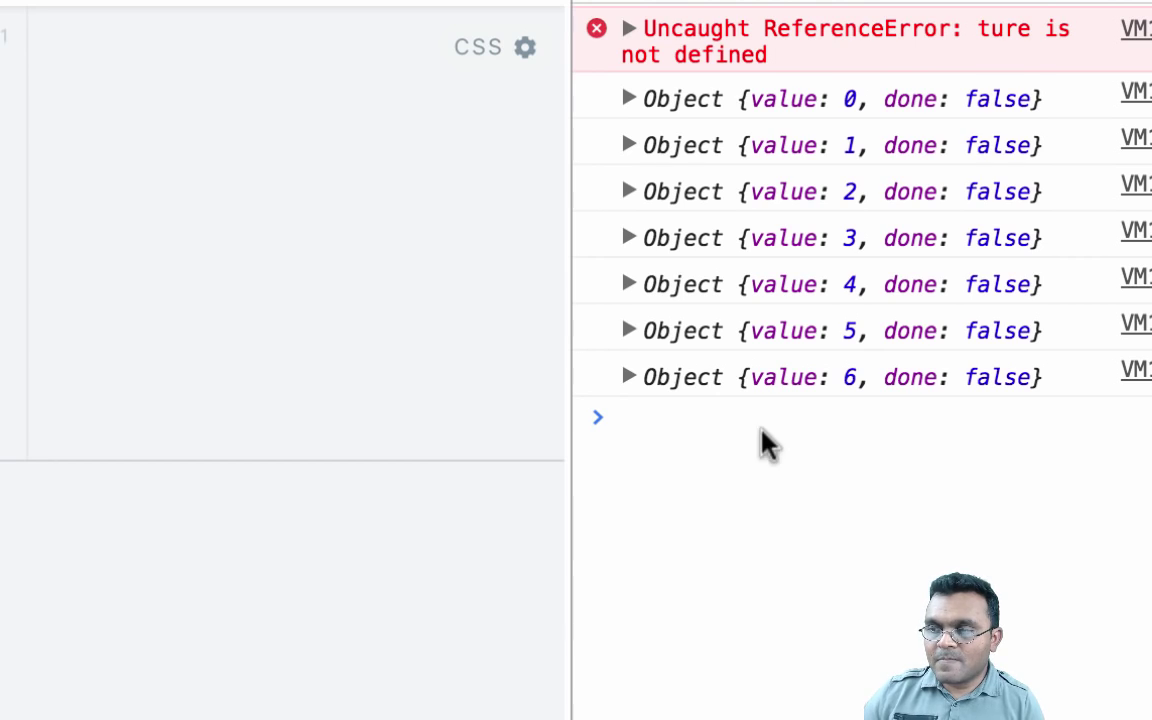 1
CSS
Uncaught ReferenceError: ture is
not defined
Object {value: 0, done: false}
VM1
Object {value: 1, done: false}
VM1
Object {value: 2, done: false}
VM1
Object {value: 3, done: false}
VM1
Object {value: 4, done: false}
VM1
Object {value: 5, done: false}
VM1
Object {value: 6, done: false}
VM1